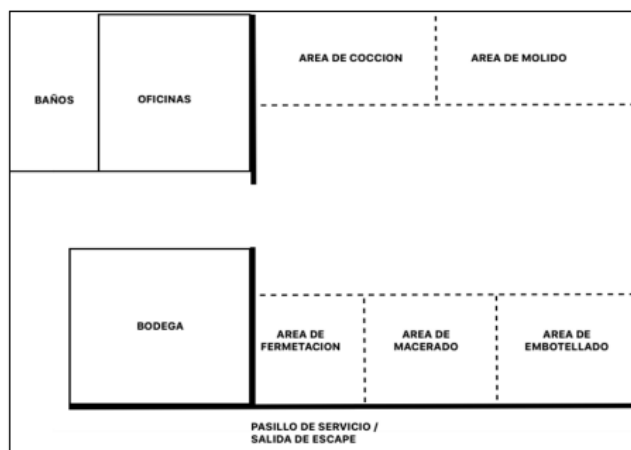 AREA DE COCCION
AREA DE MOLIDO
BAÑOS
OFICINAS
BODEGA
AREA DE
FERMETACION
AREA DE
MACERADO
AREA DE
EMBOTELLADO
PASILLO DE SERVICIO /
SALIDA DE ESCAPE